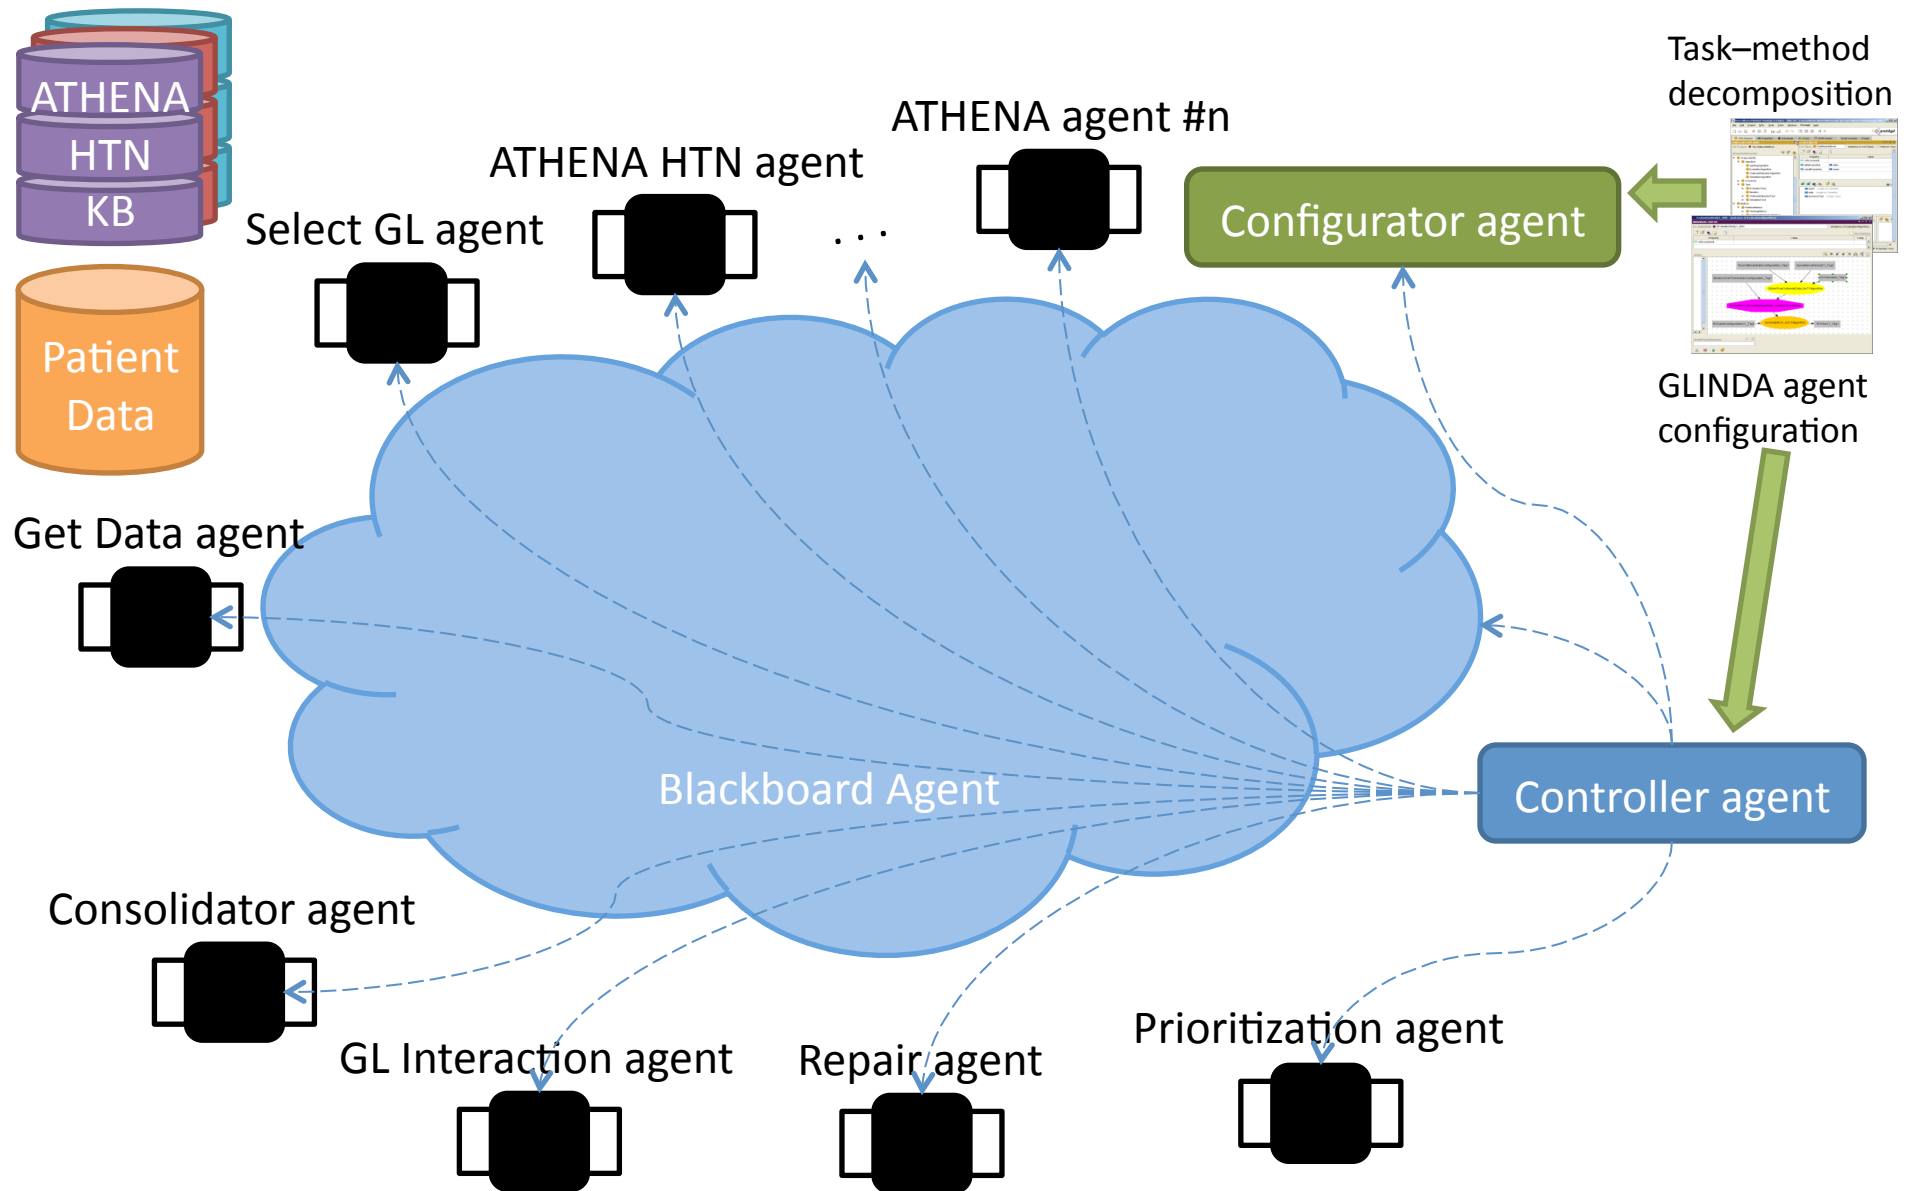 ATHENA
HTN
KB
Patient
Data
Select GL agent
ATHENA HTN agent
. . .
ATHENA agent #n
Configurator agent
Task–method
decomposition
GLINDA agent
configuration
Get Data agent
Blackboard Agent
Controller agent
Consolidator agent
GL Interaction agent
Repair agent
Prioritization agent